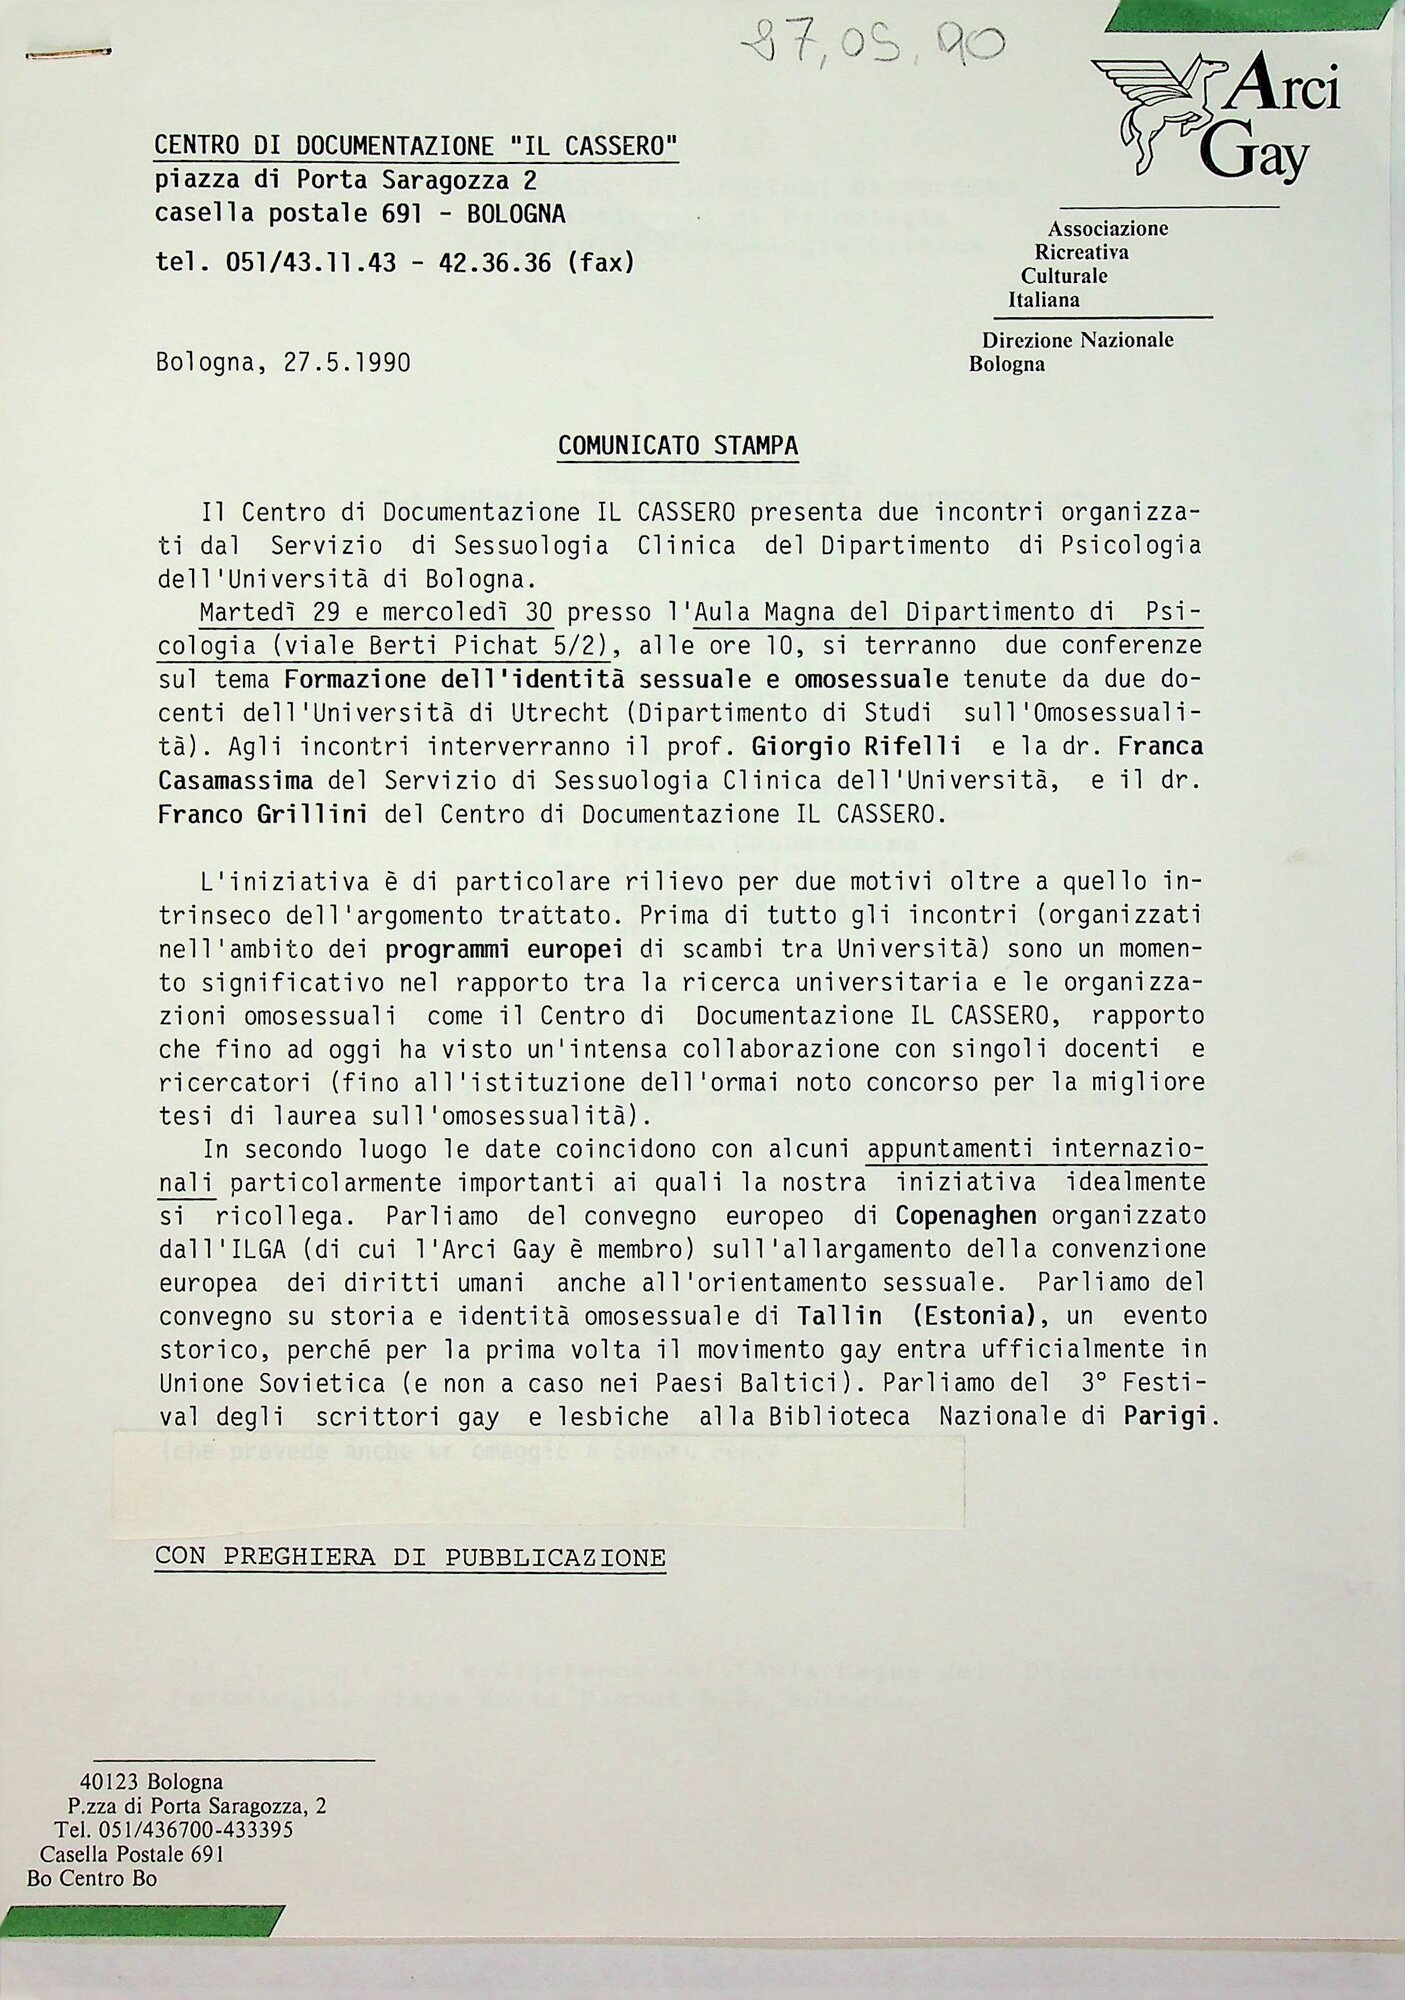 27.05.90
Arci
Gay
CENTRO DI DOCUMENTAZIONE "IL CASSERO"
piazza di Porta Saragozza 2
casella postale 691 - BOLOGNA
tel. 051/43.11.43 - 42.36.36 (fax)
Associazione
Ricreativa
Culturale
Italiana
Direzione Nazionale
Bologna
Bologna, 27.5.1990
COMUNICATO STAMPA
Il Centro di Documentazione IL CASSERO presenta due incontri organizza-
ti dal Servizio di Sessuologia Clinica del Dipartimento di Psicologia
dell'Università di Bologna.
Martedì 29 e mercoledì 30 presso l'Aula Magna del Dipartimento di Psi-
cologia (viale Berti Pichat 5/2), alle ore 10, si terranno due conferenze
sul tema Formazione dell'identità sessuale e omosessuale tenute da due do-
centi dell'Università di Utrecht (Dipartimento di Studi sull'Omosessuali-
tà). Agli incontri interverranno il prof. Giorgio Rifelli e la dr. Franca
Casamassima del Servizio di Sessuologia Clinica dell'Università, e il dr.
Franco Grillini del Centro di Documentazione IL CASSERO.
L'iniziativa è di particolare rilievo per due motivi oltre a quello in-
trinseco dell'argomento trattato. Prima di tutto gli incontri (organizzati
nell'ambito dei programmi europei di scambi tra Università) sono un momen-
to significativo nel rapporto tra la ricerca universitaria e le organizza-
zioni omosessuali come il Centro di Documentazione IL CASSERO, rapporto
che fino ad oggi ha visto un'intensa collaborazione con singoli docenti e
ricercatori (fino all'istituzione dell'ormai noto concorso per la migliore
tesi di laurea sull'omosessualità).
In secondo luogo le date coincidono con alcuni appuntamenti internazio-
nali particolarmente importanti ai quali la nostra iniziativa idealmente
si ricollega. Parliamo del convegno europeo di Copenaghen organizzato
dall'ILGA (di cui l'Arci Gay è membro) sull'allargamento della convenzione
europea dei diritti umani anche all'orientamento sessuale. Parliamo del
convegno su storia e identità omosessuale di Tallin (Estonia), un evento
storico, perché per la prima volta il movimento gay entra ufficialmente in
Unione Sovietica (e non a caso nei Paesi Baltici). Parliamo del 3° Festi-
val degli scrittori gay e lesbiche alla Biblioteca Nazionale di Parigi.
(che prevede anche un omaggio a
CON PREGHIERA DI PUBBLICAZIONE
40123 Bologna
P.zza di Porta Saragozza, 2
Tel. 051/436700-433395
Casella Postale 691
Bo Centro Bo